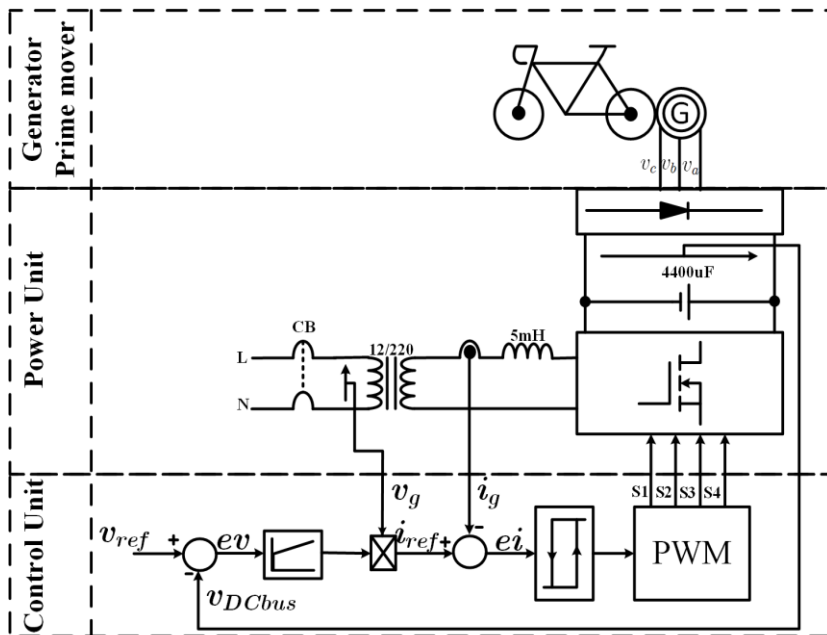 Generator
Prime mover
G
v_c v_b v_a
Power Unit
4400uF
CB
12/220
5mH
L
N
Control Unit
v_g
i_g
S1 S2 S3 S4
v_ref
+
-
ev
i_ref
+
-
ei
PWM
v_DCbus